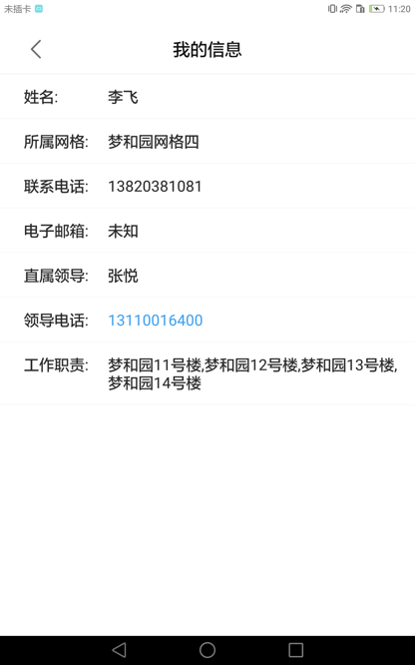 未插卡 11:20
我的信息
姓名: 李飞
所属网格: 梦和园网格四
联系电话: 13820381081
电子邮箱: 未知
直属领导: 张悦
领导电话: 13110016400
工作职责: 梦和园11号楼,梦和园12号楼,梦和园13号楼,
梦和园14号楼